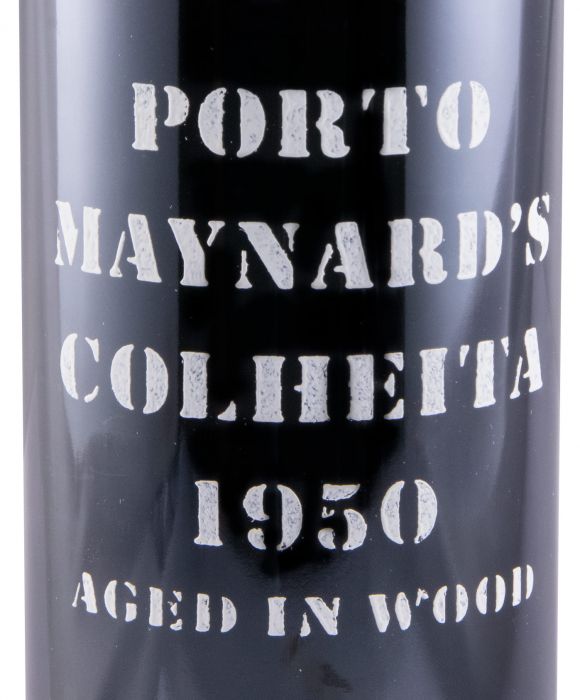 PORTO
MAYNARD'S
COLHEITA
1950
AGED IN WOOD